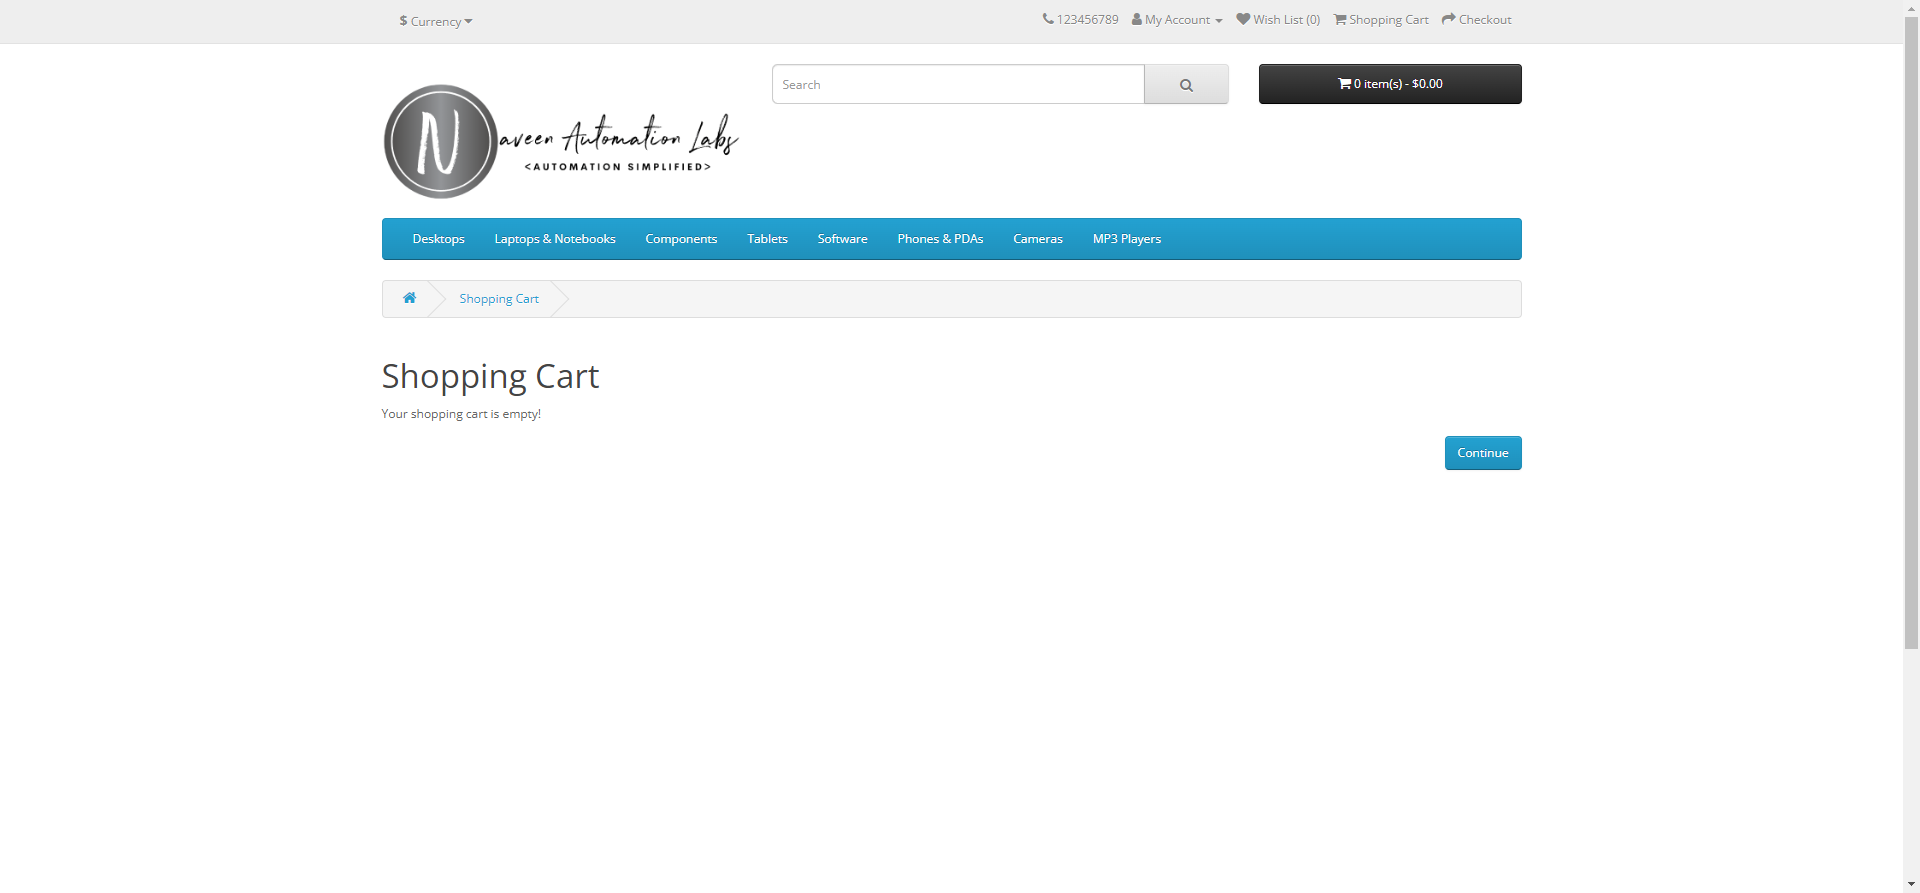 $ Currency
123456789 My Account Wish List (0) Shopping Cart Checkout
Search
0 item(s) - $0.00
N
aveen Automation Labs
<AUTOMATION SIMPLIFIED>
Desktops Laptops & Notebooks Components Tablets Software Phones & PDAs Cameras MP3 Players
Shopping Cart
Shopping Cart
Your shopping cart is empty!
Continue